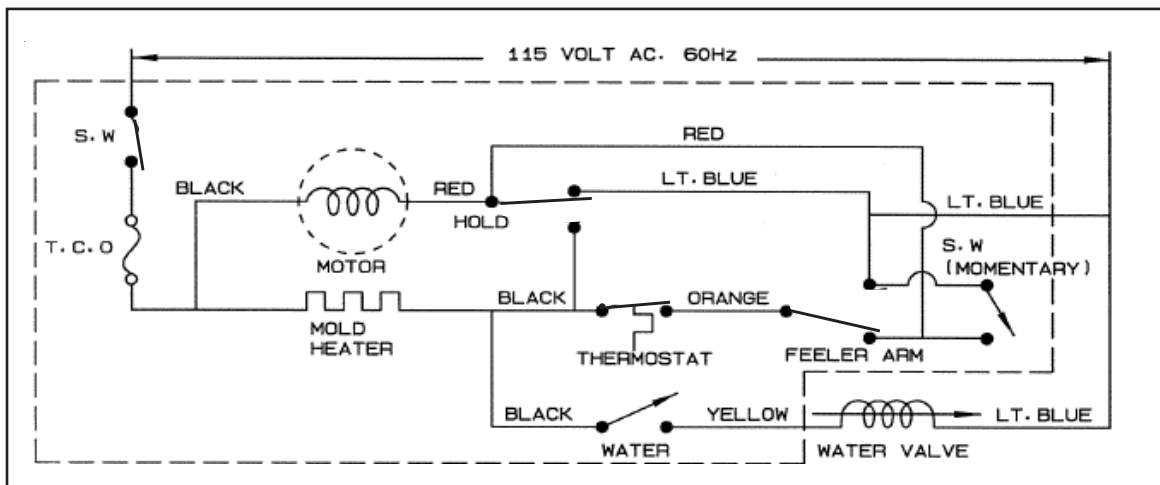 115 VOLT AC. 60Hz
S.W
RED
BLACK
RED
LT. BLUE
HOLD
LT. BLUE
T.C.O
S.W
(MOMENTARY)
MOTOR
BLACK
ORANGE
MOLD
HEATER
THERMOSTAT
FEELER ARM
BLACK
YELLOW
LT. BLUE
WATER
WATER VALVE